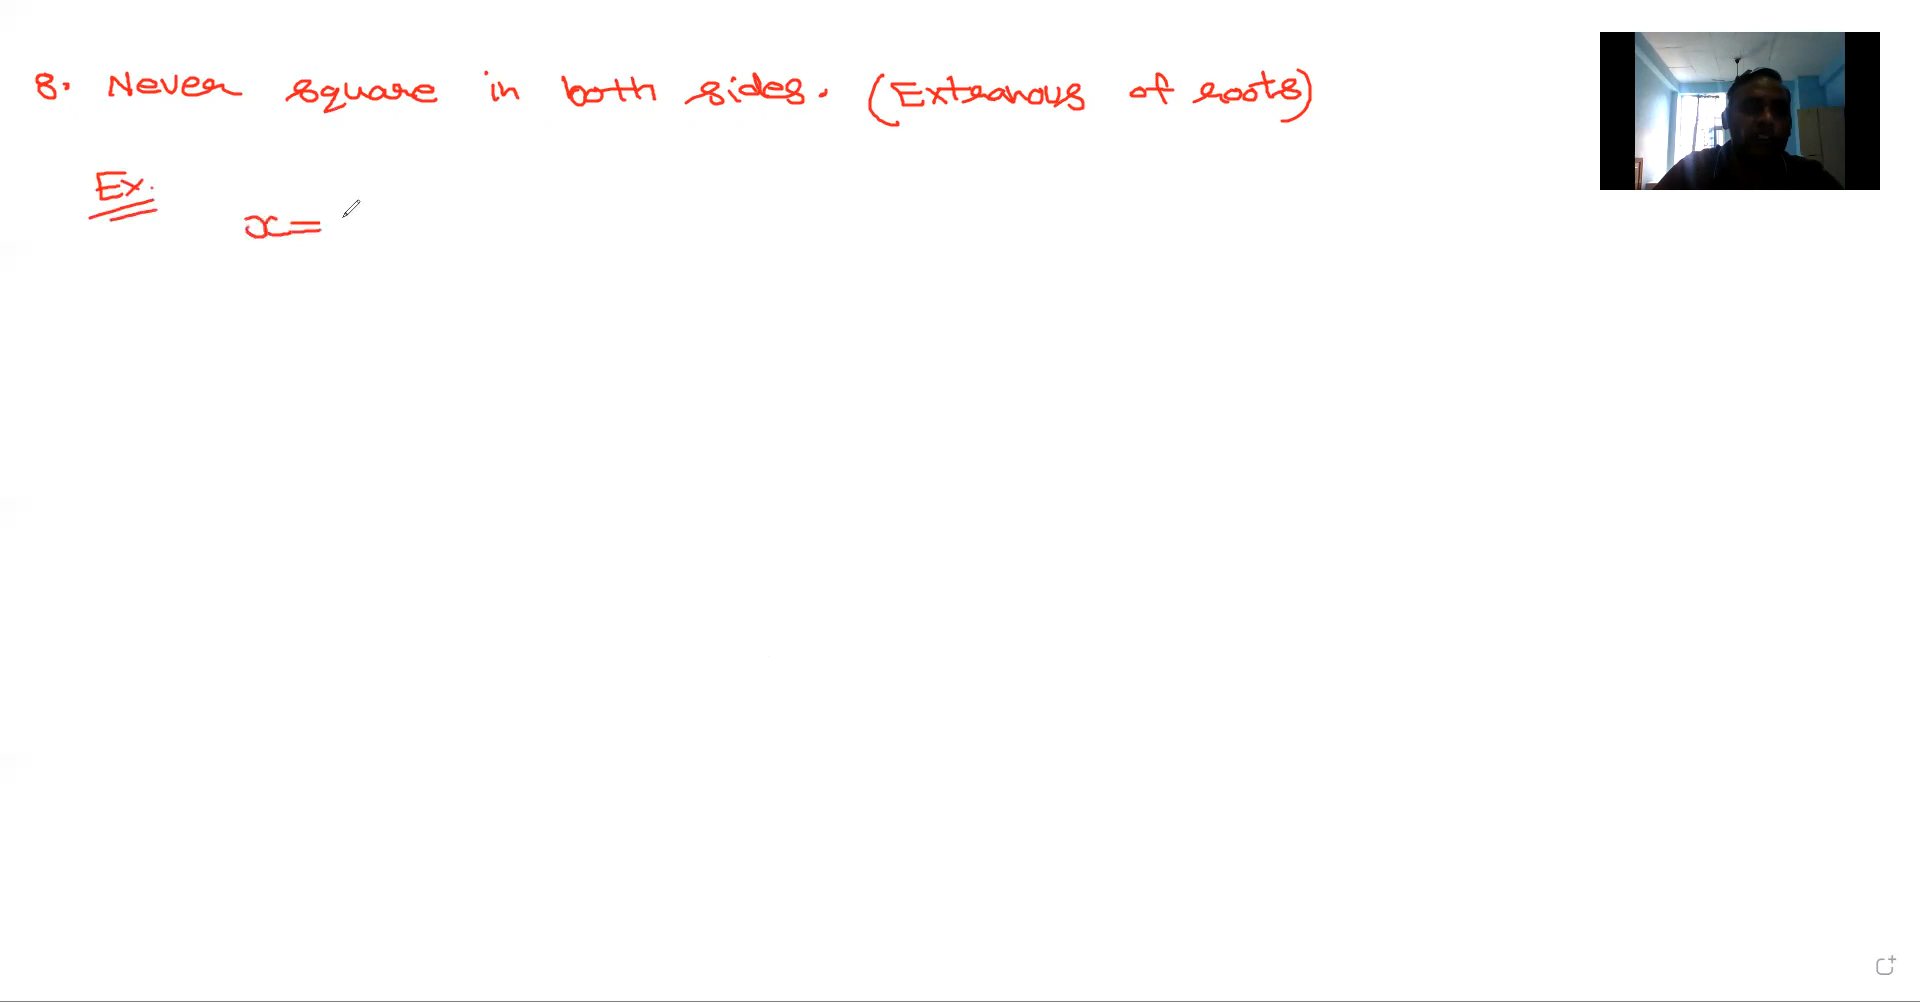 8. Never square in both sides. (Extranous of roots)
Ex.
x=